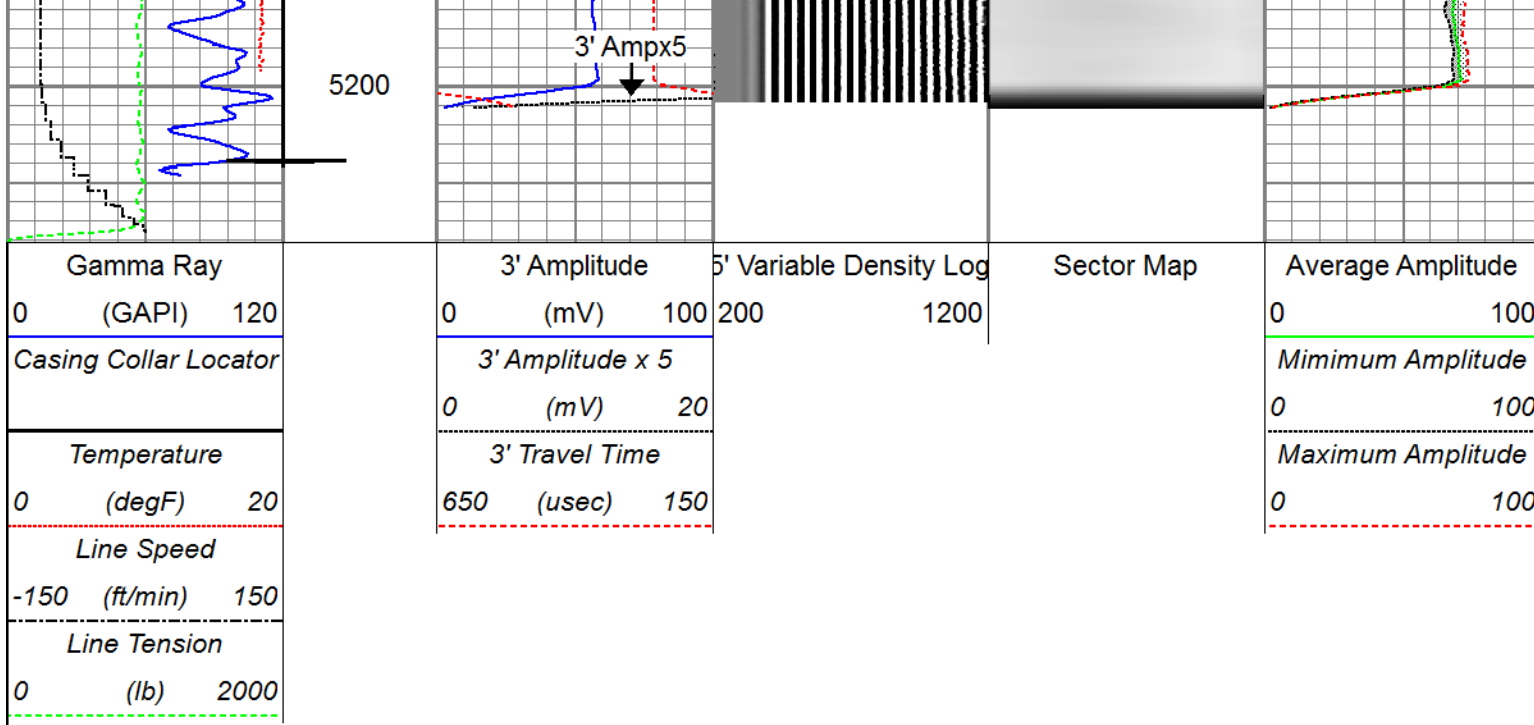 3' Ampx5
5200
Gamma Ray
0 (GAPI) 120
Casing Collar Locator
Temperature
0 (degF) 20
Line Speed
-150 (ft/min) 150
Line Tension
0 (lb) 2000
3' Amplitude
0 (mV) 100
3' Amplitude x 5
0 (mV) 20
3' Travel Time
650 (usec) 150
5' Variable Density Log
200 1200
Sector Map
Average Amplitude
0 100
Mimimum Amplitude
0 100
Maximum Amplitude
0 100